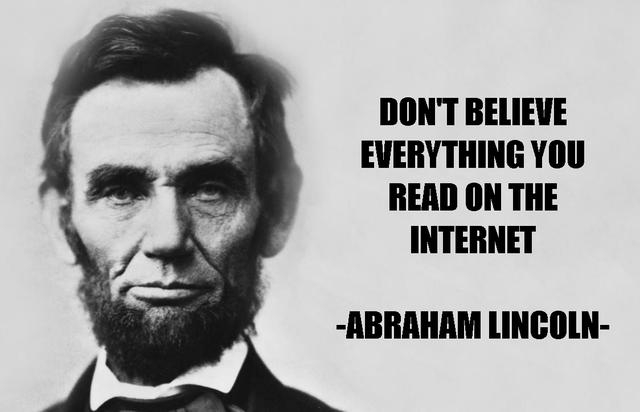 DON'T BELIEVE
EVERYTHING YOU
READ ON THE
INTERNET
-ABRAHAM LINCOLN-